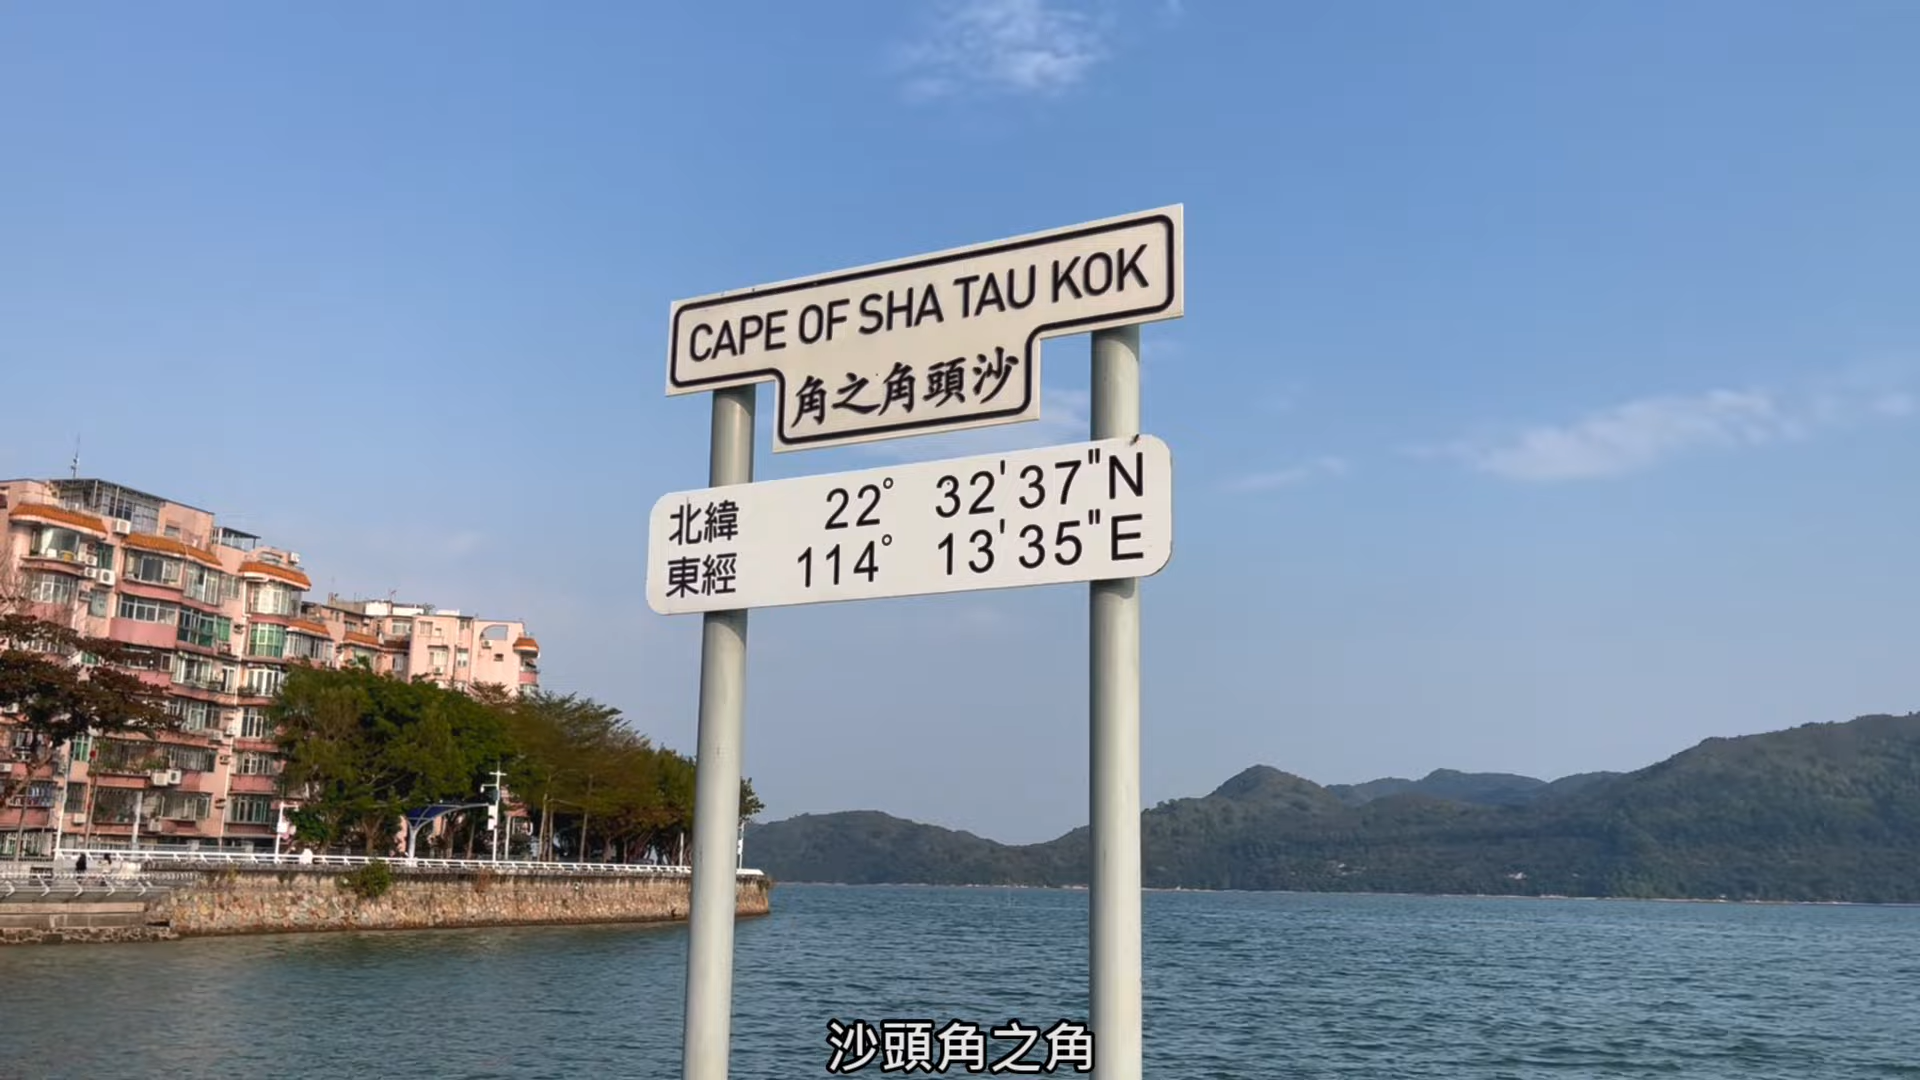 CAPE OF SHA TAU KOK
角之角頭沙
北緯 22° 32'37"N
東經 114° 13'35"E
沙頭角之角